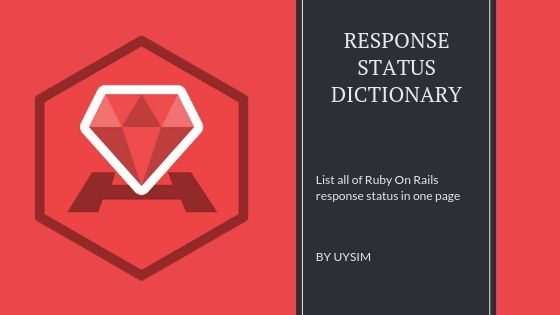 RESPONSE
STATUS
DICTIONARY
List all of Ruby On Rails
response status in one page
BY UYSIM